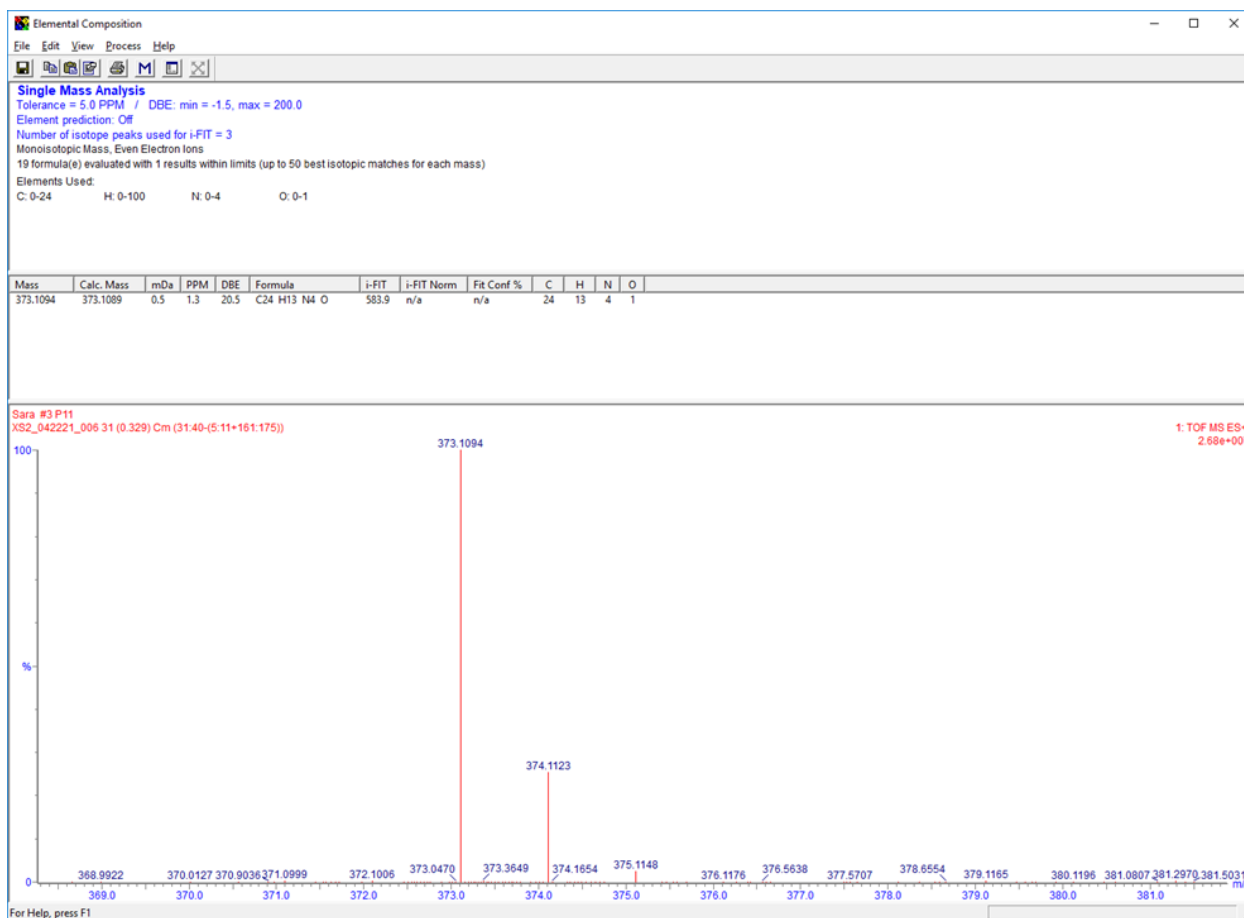 Elemental Composition
File Edit View Process Help
M
Single Mass Analysis
Tolerance = 5.0 PPM / DBE: min = -1.5, max = 200.0
Element prediction: Off
Number of isotope peaks used for i-FIT = 3
Monoisotopic Mass, Even Electron Ions
19 formula(e) evaluated with 1 results within limits (up to 50 best isotopic matches for each mass)
Elements Used:
C: 0-24 H: 0-100 N: 0-4 O: 0-1
Mass Calc. Mass mDa PPM DBE Formula i-FIT i-FIT Norm Fit Conf % C H N O
373.1094 373.1089 0.5 1.3 20.5 C24 H13 N4 O 583.9 n/a n/a 24 13 4 1
Sara #3 P11
XS2_042221_006 31 (0.329) Cm (31:40-(5:11+161:175))
1: TOF MS ES+
2.68e+00
373.1094
100
%
374.1123
368.9922 370.0127 370.9036 371.0999 372.1006 373.0470 373.3649 374.1654 375.1148 376.1176 376.5638 377.5707 378.6554 379.1165 380.1196 381.0807 381.2970 381.5031
0
369.0 370.0 371.0 372.0 373.0 374.0 375.0 376.0 377.0 378.0 379.0 380.0 381.0
For Help, press F1